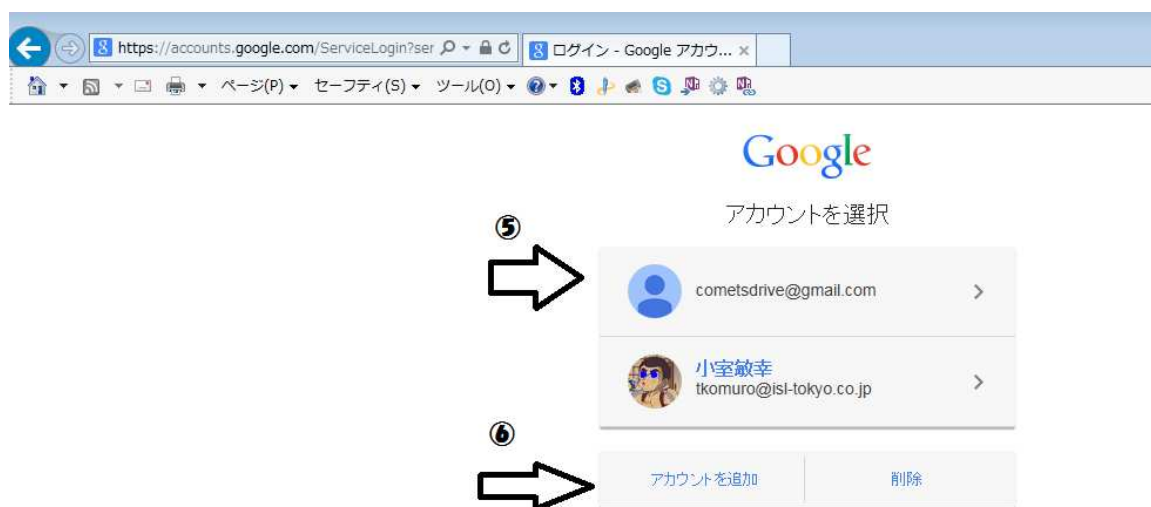 https://accounts.google.com/ServiceLogin?ser
ログイン - Google アカウ...
ページ(P) セーフティ(S) ツール(O)
Google
アカウントを選択
⑤
cometsdrive@gmail.com
小室敏幸
tkomuro@isl-tokyo.co.jp
⑥
アカウントを追加 削除